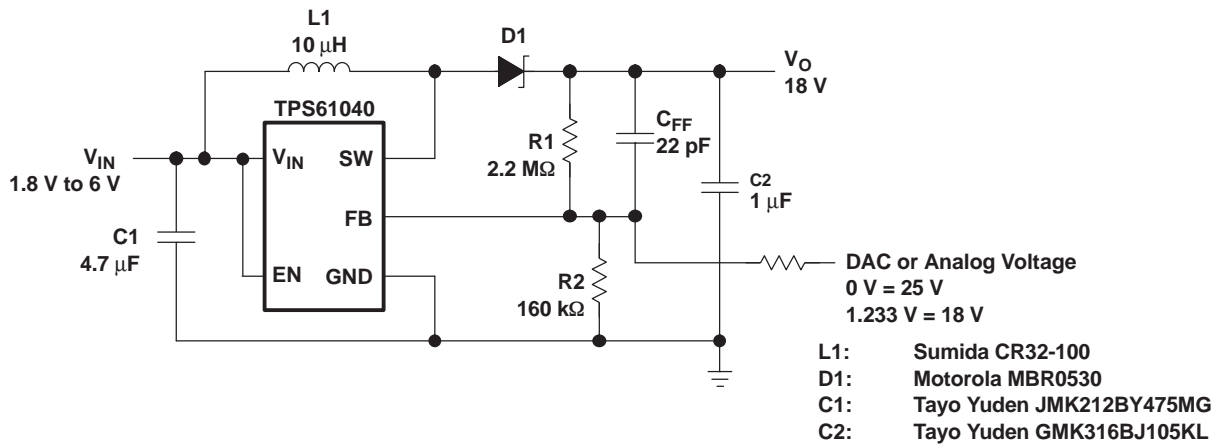 L1
10 μH
D1
VO
18 V
TPS61040
VIN
1.8 V to 6 V
VIN
SW
FB
EN
GND
R1
2.2 MΩ
CFF
22 pF
C2
1 μF
C1
4.7 μF
R2
160 kΩ
DAC or Analog Voltage
0 V = 25 V
1.233 V = 18 V
L1: Sumida CR32-100
D1: Motorola MBR0530
C1: Tayo Yuden JMK212BY475MG
C2: Tayo Yuden GMK316BJ105KL